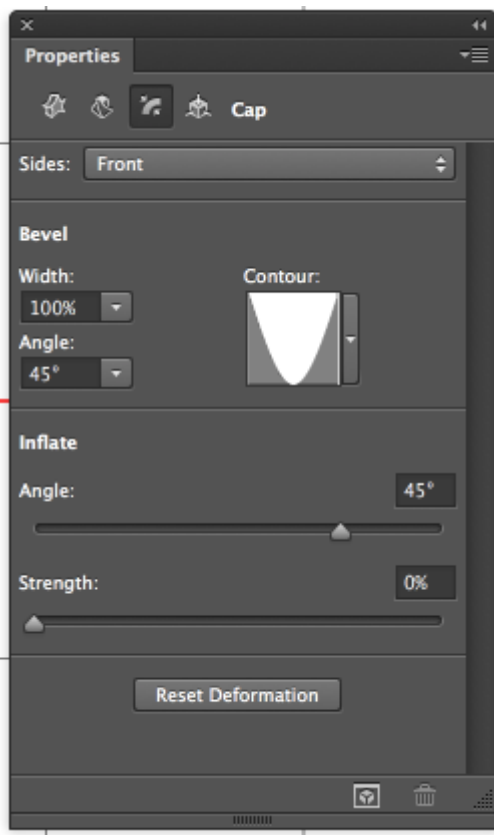 Properties
Cap
Sides: Front
Bevel
Width: Contour:
100%
Angle:
45°
Inflate
Angle: 45°
Strength: 0%
Reset Deformation